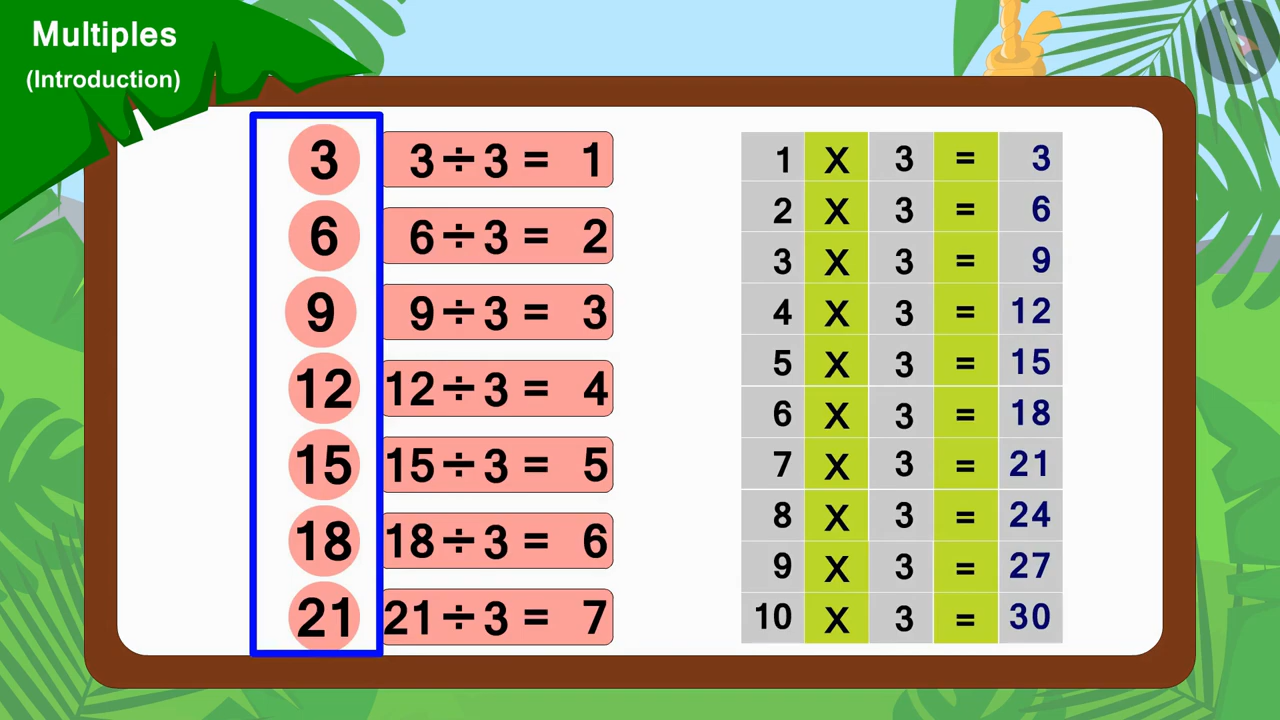 Multiples
(Introduction)
3 3÷3 = 1
6 6÷3 = 2
9 9÷3 = 3
12 12÷3 = 4
15 15÷3 = 5
18 18÷3 = 6
21 21÷3 = 7
1 X 3 = 3
2 X 3 = 6
3 X 3 = 9
4 X 3 = 12
5 X 3 = 15
6 X 3 = 18
7 X 3 = 21
8 X 3 = 24
9 X 3 = 27
10 X 3 = 30